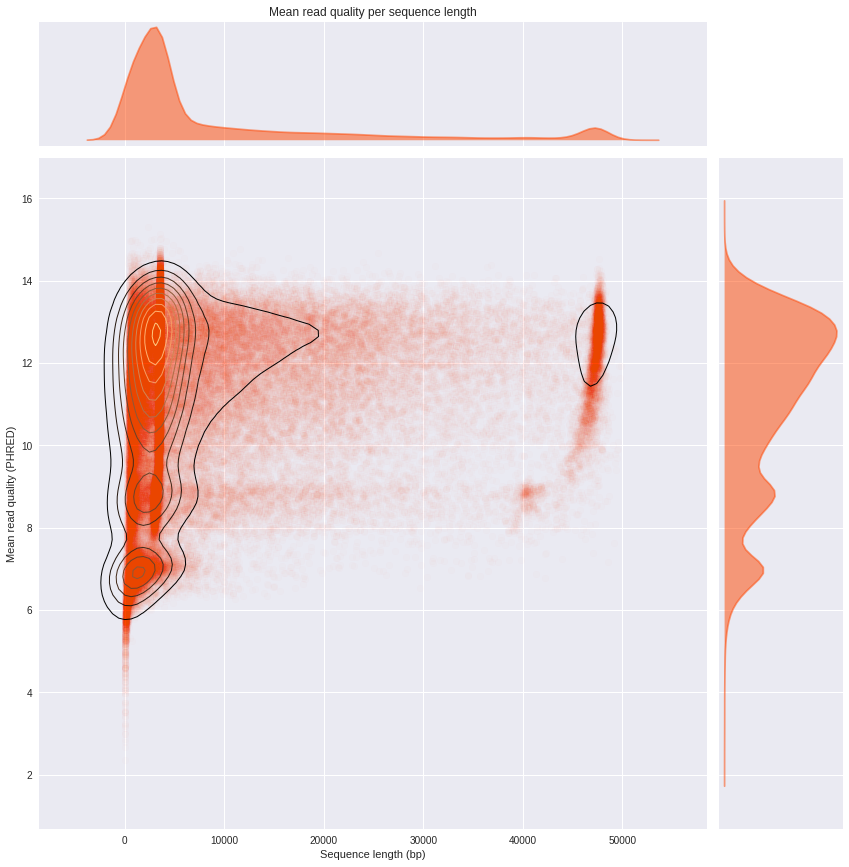 Mean read quality per sequence length
16
14
12
10
8
6
4
2
Mean read quality (PHRED)
0 10000 20000 30000 40000 50000
Sequence length (bp)